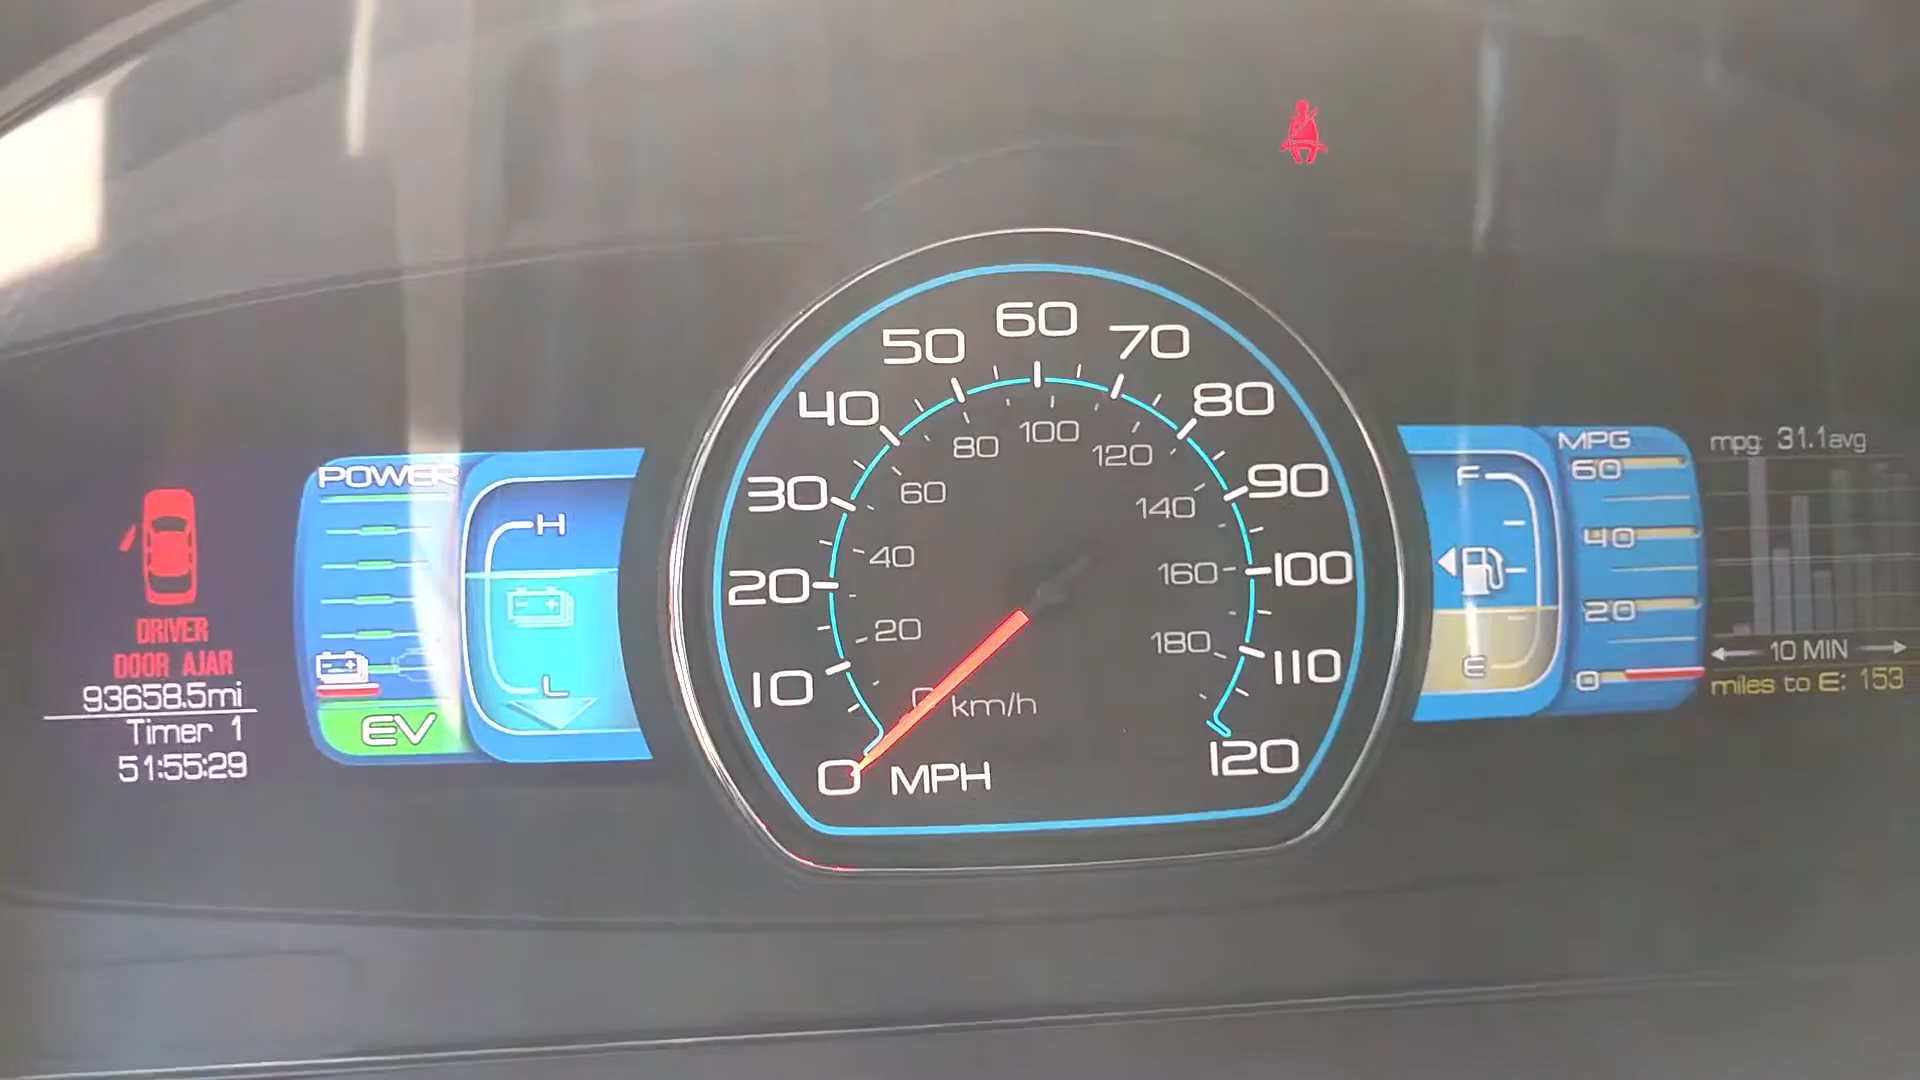 DRIVER
DOOR AJAR
93658.5mi
Timer 1
51:55:29
POWER
EV
H
L
0
10
20
30
40
50
60
70
80
90
100
110
120
MPH
0
20
40
60
80
100
120
140
160
180
km/h
F
E
MPG
60
40
20
0
mpg: 31.1avg
10 MIN
miles to E: 153